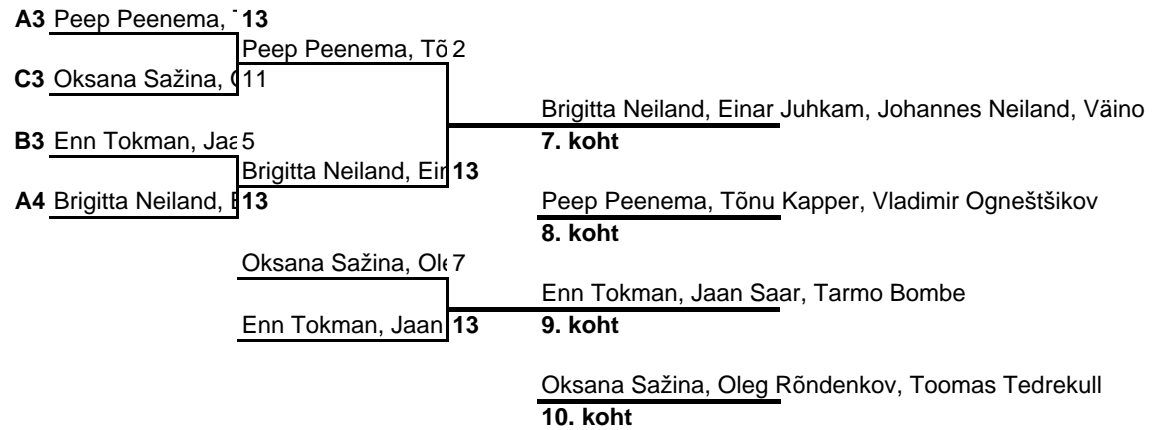 A3 Peep Peenema, 13
Peep Peenema, Tõ 2
C3 Oksana Sažina, 11
Brigitta Neiland, Einar Juhkam, Johannes Neiland, Väino
B3 Enn Tokman, Jaa 5
7. koht
Brigitta Neiland, Ein 13
A4 Brigitta Neiland, 13
Peep Peenema, Tõnu Kapper, Vladimir Ogneštšikov
8. koht
Oksana Sažina, Ole 7
Enn Tokman, Jaan Saar, Tarmo Bombe
Enn Tokman, Jaan 13
9. koht
Oksana Sažina, Oleg Rõndenkov, Toomas Tedrekull
10. koht